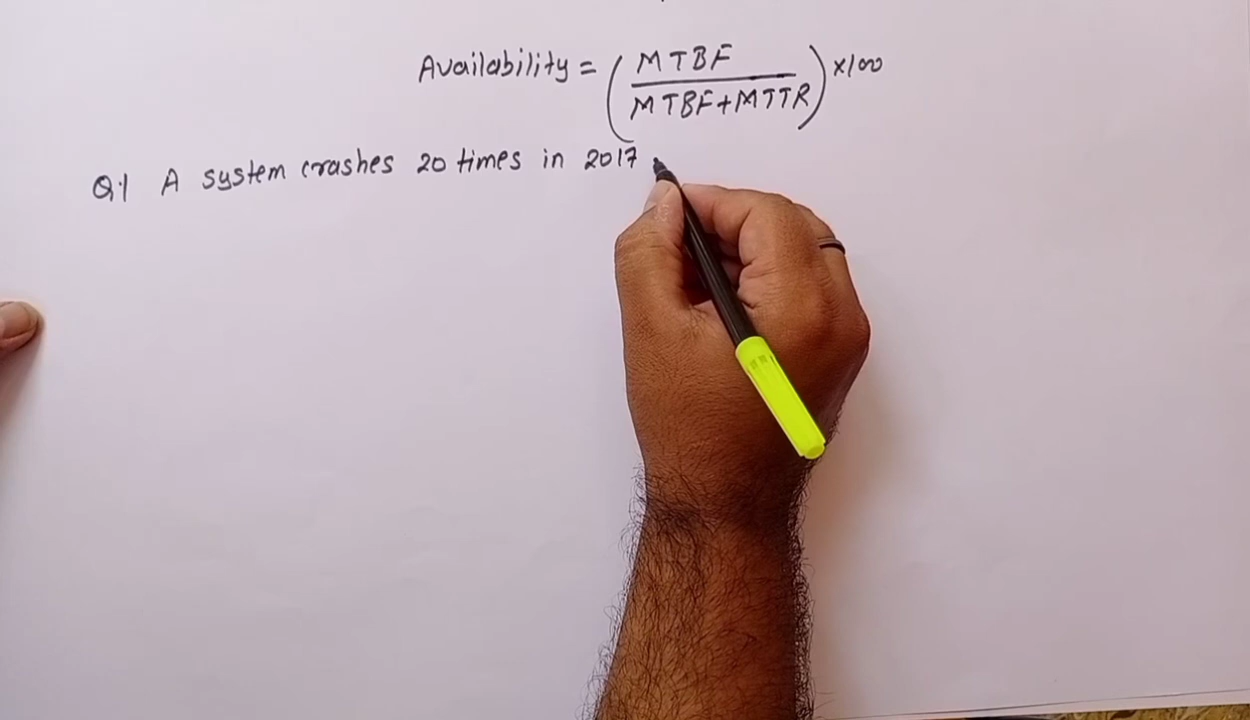 Availability = ( MTBF / MTBF+MTTR ) ×100
Q.1 A system crashes 20 times in 2017